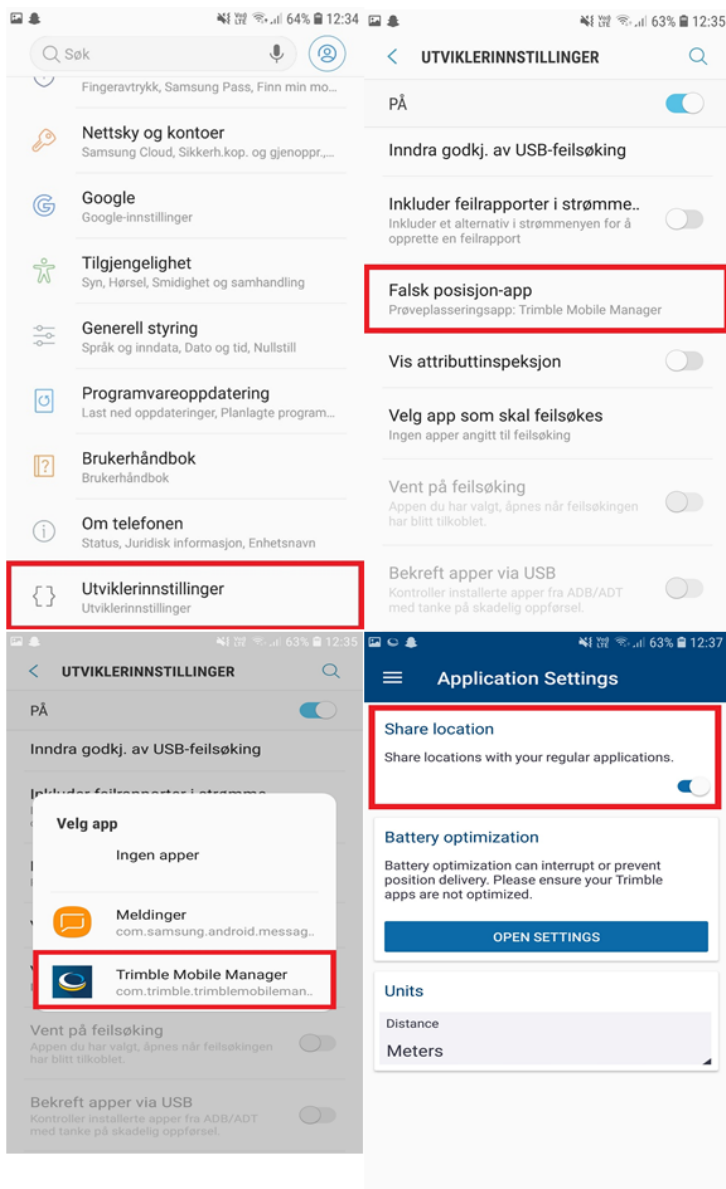 64% 12:34
Søk
Fingeravtrykk, Samsung Pass, Finn min mo...
Nettsky og kontoer
Samsung Cloud, Sikkerh.kop. og gjenoppr.,...
Google
Google-innstillinger
Tilgjengelighet
Syn, Hørsel, Smidighet og samhandling
Generell styring
Språk og inndata, Dato og tid, Nullstill
Programvareoppdatering
Last ned oppdateringer, Planlagte program...
Brukerhåndbok
Brukerhåndbok
Om telefonen
Status, Juridisk informasjon, Enhetsnavn
Utviklerinnstillinger
Utviklerinnstillinger
63% 12:35
UTVIKLERINNSTILLINGER
PÅ
Inndra godkj. av USB-feilsøking
Inkluder feilrapporter i strømme..
Inkluder et alternativ i strømmenyen for å
opprette en feilrapport
Falsk posisjon-app
Prøveplasseringsapp: Trimble Mobile Manager
Vis attributtinspeksjon
Velg app som skal feilsøkes
Ingen apper angitt til feilsøking
Vent på feilsøking
Appen du har valgt, åpnes når feilsøkingen
har blitt tilkoblet.
Bekreft apper via USB
Kontroller installerte apper fra ADB/ADT
med tanke på skadelig oppførsel.
63% 12:35
UTVIKLERINNSTILLINGER
PÅ
Inndra godkj. av USB-feilsøking
Inkluder feilrapporter i strømme..
Velg app
Ingen apper
Meldinger
com.samsung.android.messag..
Trimble Mobile Manager
com.trimble.trimblemobileman..
Vent på feilsøking
Appen du har valgt, åpnes når feilsøkingen
har blitt tilkoblet.
Bekreft apper via USB
Kontroller installerte apper fra ADB/ADT
med tanke på skadelig oppførsel.
63% 12:37
Application Settings
Share location
Share locations with your regular applications.
Battery optimization
Battery optimization can interrupt or prevent
position delivery. Please ensure your Trimble
apps are not optimized.
OPEN SETTINGS
Units
Distance
Meters